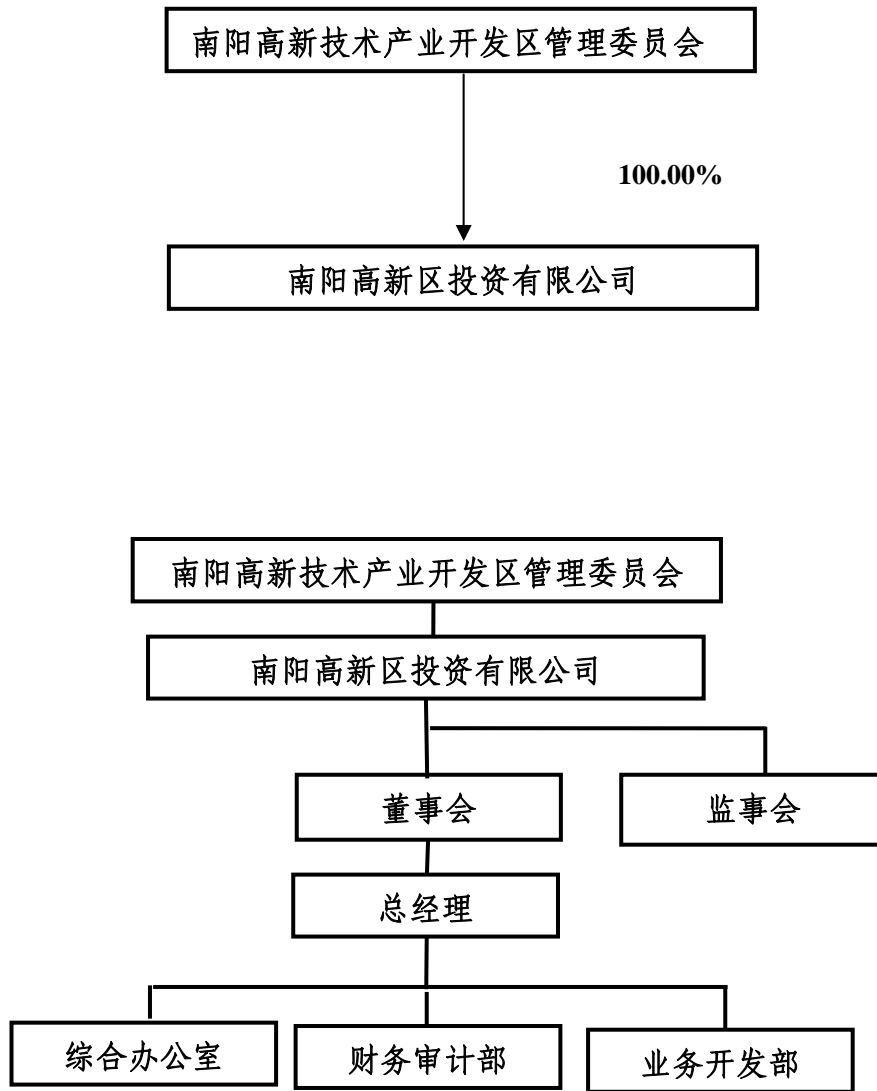 南阳高新技术产业开发区管理委员会
100.00%
南阳高新区投资有限公司
南阳高新技术产业开发区管理委员会
南阳高新区投资有限公司
董事会
监事会
总经理
综合办公室
财务审计部
业务开发部